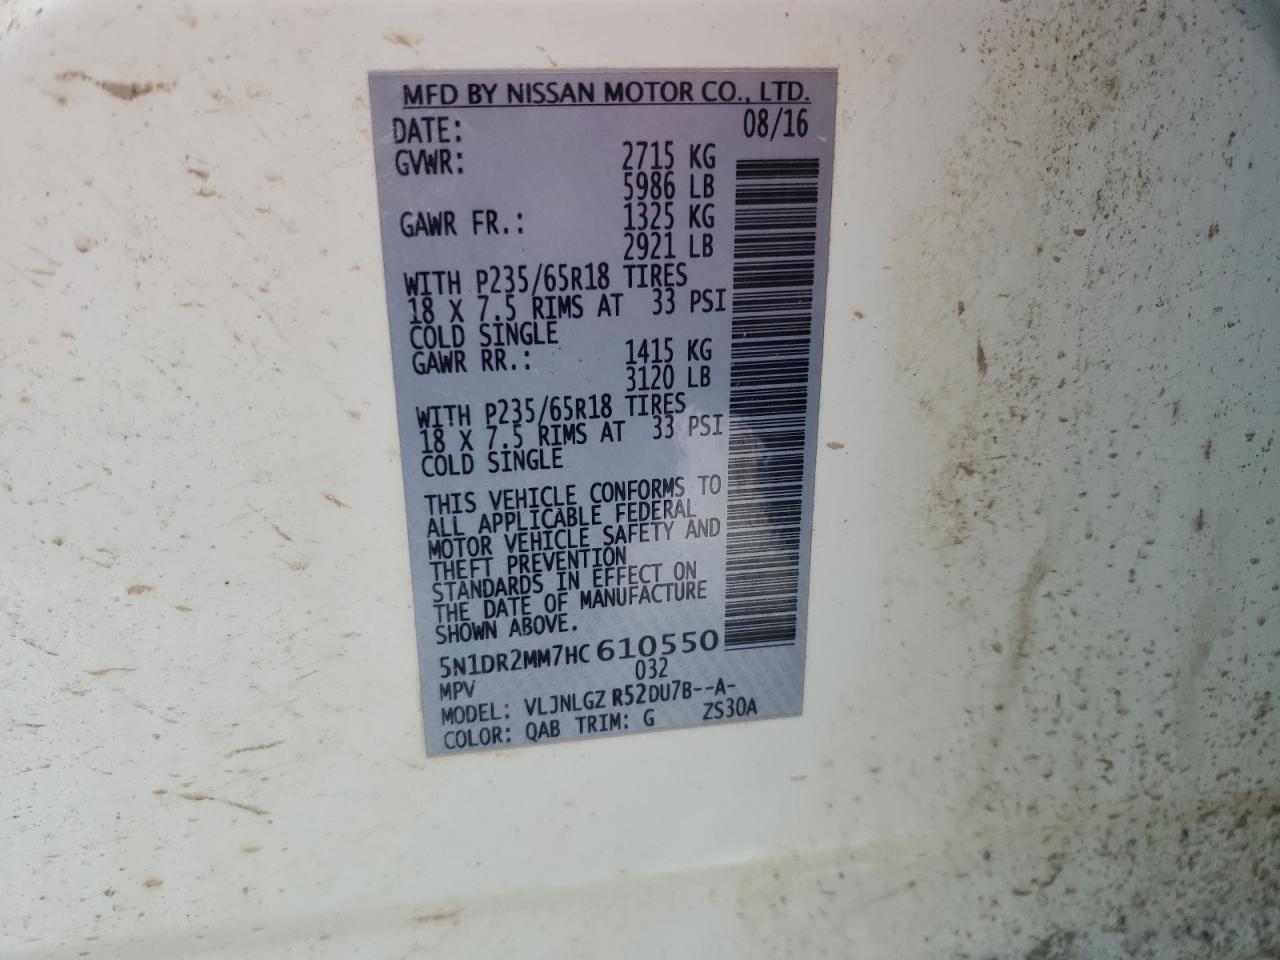 MFD BY NISSAN MOTOR CO., LTD.
DATE: 08/16
GVWR: 2715 KG
5986 LB
GAWR FR.: 1325 KG
2921 LB
WITH P235/65R18 TIRES
18 X 7.5 RIMS AT 33 PSI
COLD SINGLE
GAWR RR.: 1415 KG
3120 LB
WITH P235/65R18 TIRES
18 X 7.5 RIMS AT 33 PSI
COLD SINGLE
THIS VEHICLE CONFORMS TO
ALL APPLICABLE FEDERAL
MOTOR VEHICLE SAFETY AND
THEFT PREVENTION
STANDARDS IN EFFECT ON
THE DATE OF MANUFACTURE
SHOWN ABOVE.
5N1DR2MM7HC610550
MPV 032
MODEL: VLJNLGZ R52DU7B--A-
COLOR: QAB TRIM: G ZS30A